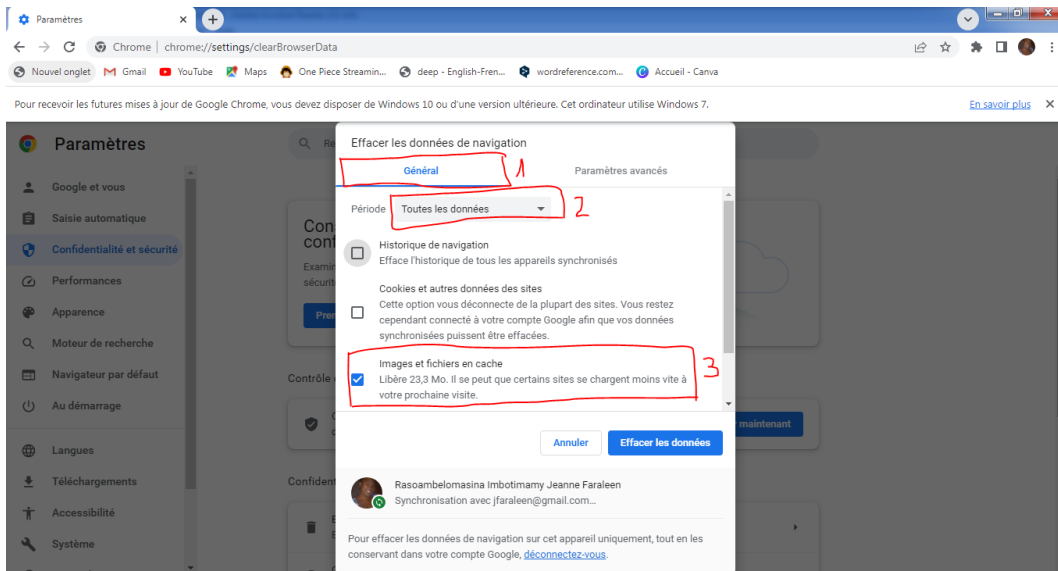 Paramètres
Chrome | chrome://settings/clearBrowserData
Nouvel onglet Gmail YouTube Maps One Piece Streamin... deep - English-Fren... wordreference.com... Accueil - Canva
Pour recevoir les futures mises à jour de Google Chrome, vous devez disposer de Windows 10 ou d'une version ultérieure. Cet ordinateur utilise Windows 7. En savoir plus
Paramètres
Re
Google et vous
Saisie automatique
Confidentialité et sécurité
Performances
Apparence
Moteur de recherche
Navigateur par défaut
Au démarrage
Langues
Téléchargements
Accessibilité
Système
Con
conf
Examin
sécurit
Pren
Contrôle
maintenant
Confident
Effacer les données de navigation
Général 1 Paramètres avancés
Période Toutes les données 2
Historique de navigation
Efface l'historique de tous les appareils synchronisés
Cookies et autres données des sites
Cette option vous déconnecte de la plupart des sites. Vous restez
cependant connecté à votre compte Google afin que vos données
synchronisées puissent être effacées.
Images et fichiers en cache 3
Libère 23,3 Mo. Il se peut que certains sites se chargent moins vite à
votre prochaine visite.
Annuler Effacer les données
Rasoambelomasina Imbotimamy Jeanne Faraleen
Synchronisation avec jfaraleen@gmail.com...
Pour effacer les données de navigation sur cet appareil uniquement, tout en les
conservant dans votre compte Google, déconnectez-vous.